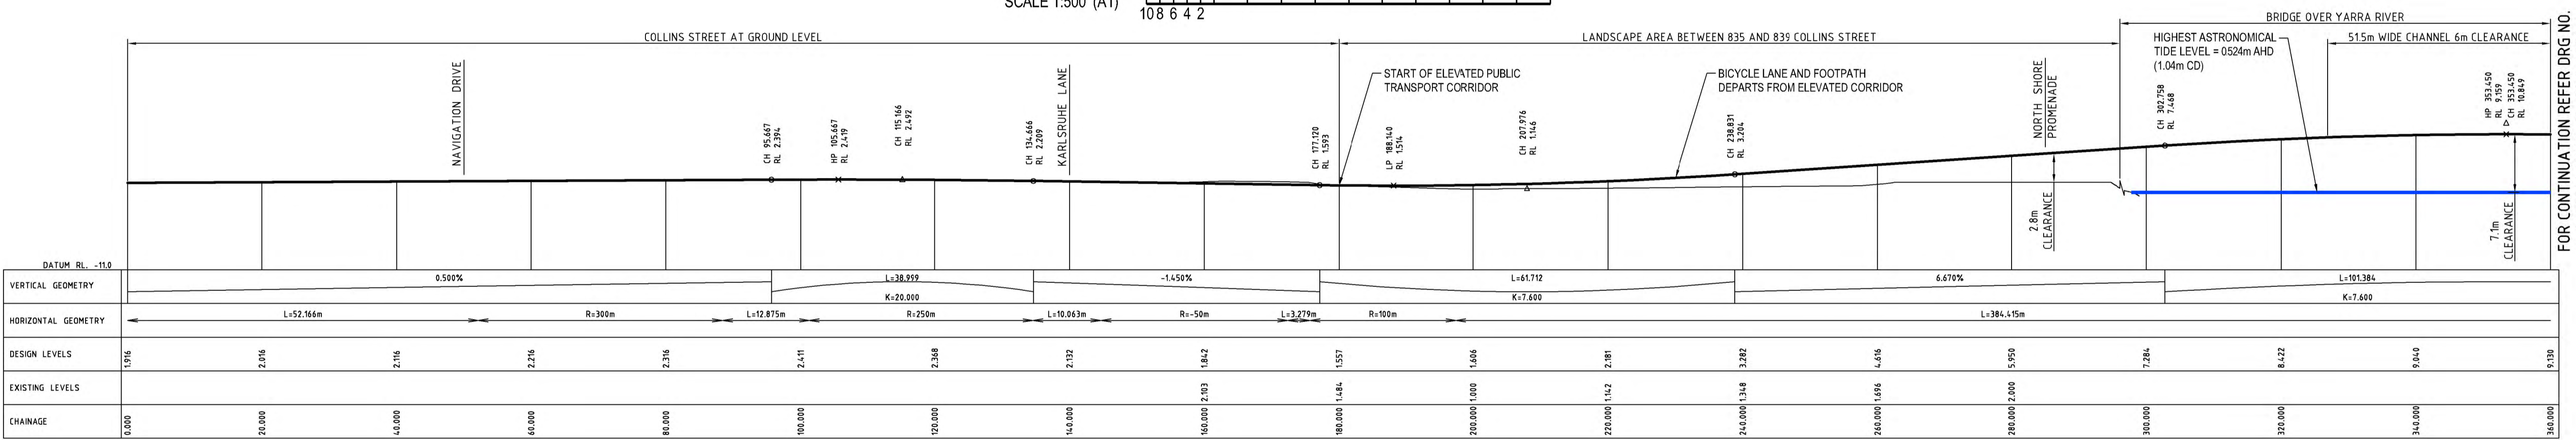 SCALE 1:500 (A1)
10 8 6 4 2
BRIDGE OVER YARRA RIVER
COLLINS STREET AT GROUND LEVEL
LANDSCAPE AREA BETWEEN 835 AND 839 COLLINS STREET
HIGHEST ASTRONOMICAL
TIDE LEVEL = 0524m AHD
(1.04m CD)
51.5m WIDE CHANNEL 6m CLEARANCE
FOR CONTINUATION REFER DRG NO.
NAVIGATION DRIVE
CH 95.667
RL 2.394
HP 105.667
RL 2.419
CH 115.166
RL 2.492
CH 134.666
RL 2.209
KARLSRUHE LANE
CH 177.120
RL 1.593
START OF ELEVATED PUBLIC
TRANSPORT CORRIDOR
LP 188.140
RL 1.514
CH 207.976
RL 1.146
BICYCLE LANE AND FOOTPATH
DEPARTS FROM ELEVATED CORRIDOR
CH 238.831
RL 3.204
NORTH SHORE
PROMENADE
CH 302.758
RL 7.468
HP 353.450
RL 9.159
CH 353.450
RL 10.849
2.8m
CLEARANCE
7.1m
CLEARANCE
DATUM RL. -11.0
VERTICAL GEOMETRY 0.500% L=38.999 -1.450% L=61.712 6.670% L=101.384
K=20.000 K=7.600 K=7.600
HORIZONTAL GEOMETRY L=52.166m R=300m L=12.875m R=250m L=10.063m R=-50m L=3.279m R=100m L=384.415m
DESIGN LEVELS 1.916 2.016 2.116 2.216 2.316 2.411 2.368 2.132 1.842 1.557 1.606 2.181 3.282 4.616 5.950 7.284 8.422 9.040 9.130
EXISTING LEVELS 2.103 1.484 1.000 1.142 1.348 1.696 2.000
CHAINAGE 0.000 20.000 40.000 60.000 80.000 100.000 120.000 140.000 160.000 180.000 200.000 220.000 240.000 260.000 280.000 300.000 320.000 340.000 360.000